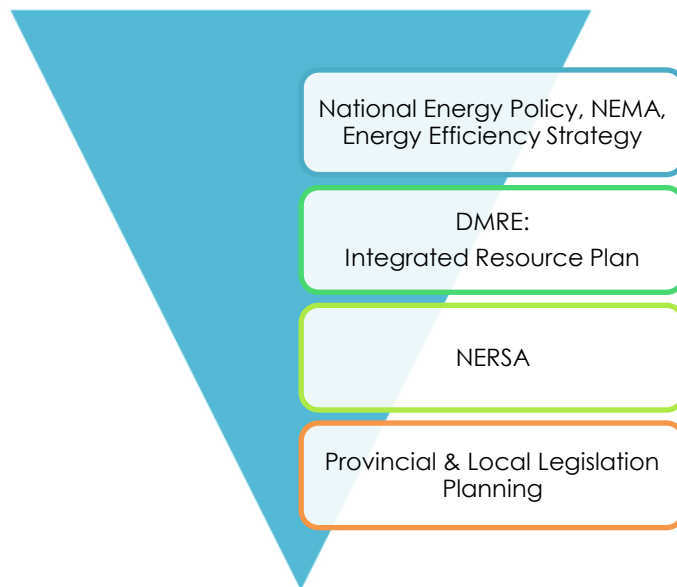 National Energy Policy, NEMA,
Energy Efficiency Strategy
DMRE:
Integrated Resource Plan
NERSA
Provincial & Local Legislation
Planning